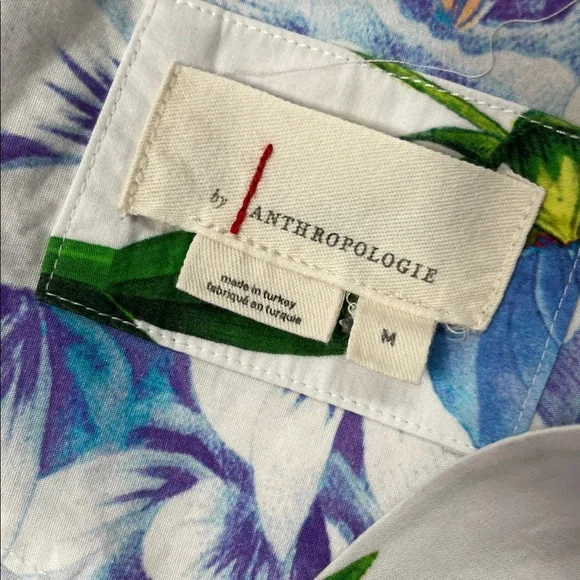 by ANTHROPOLOGIE
made in turkey
fabriqué en turquie
M